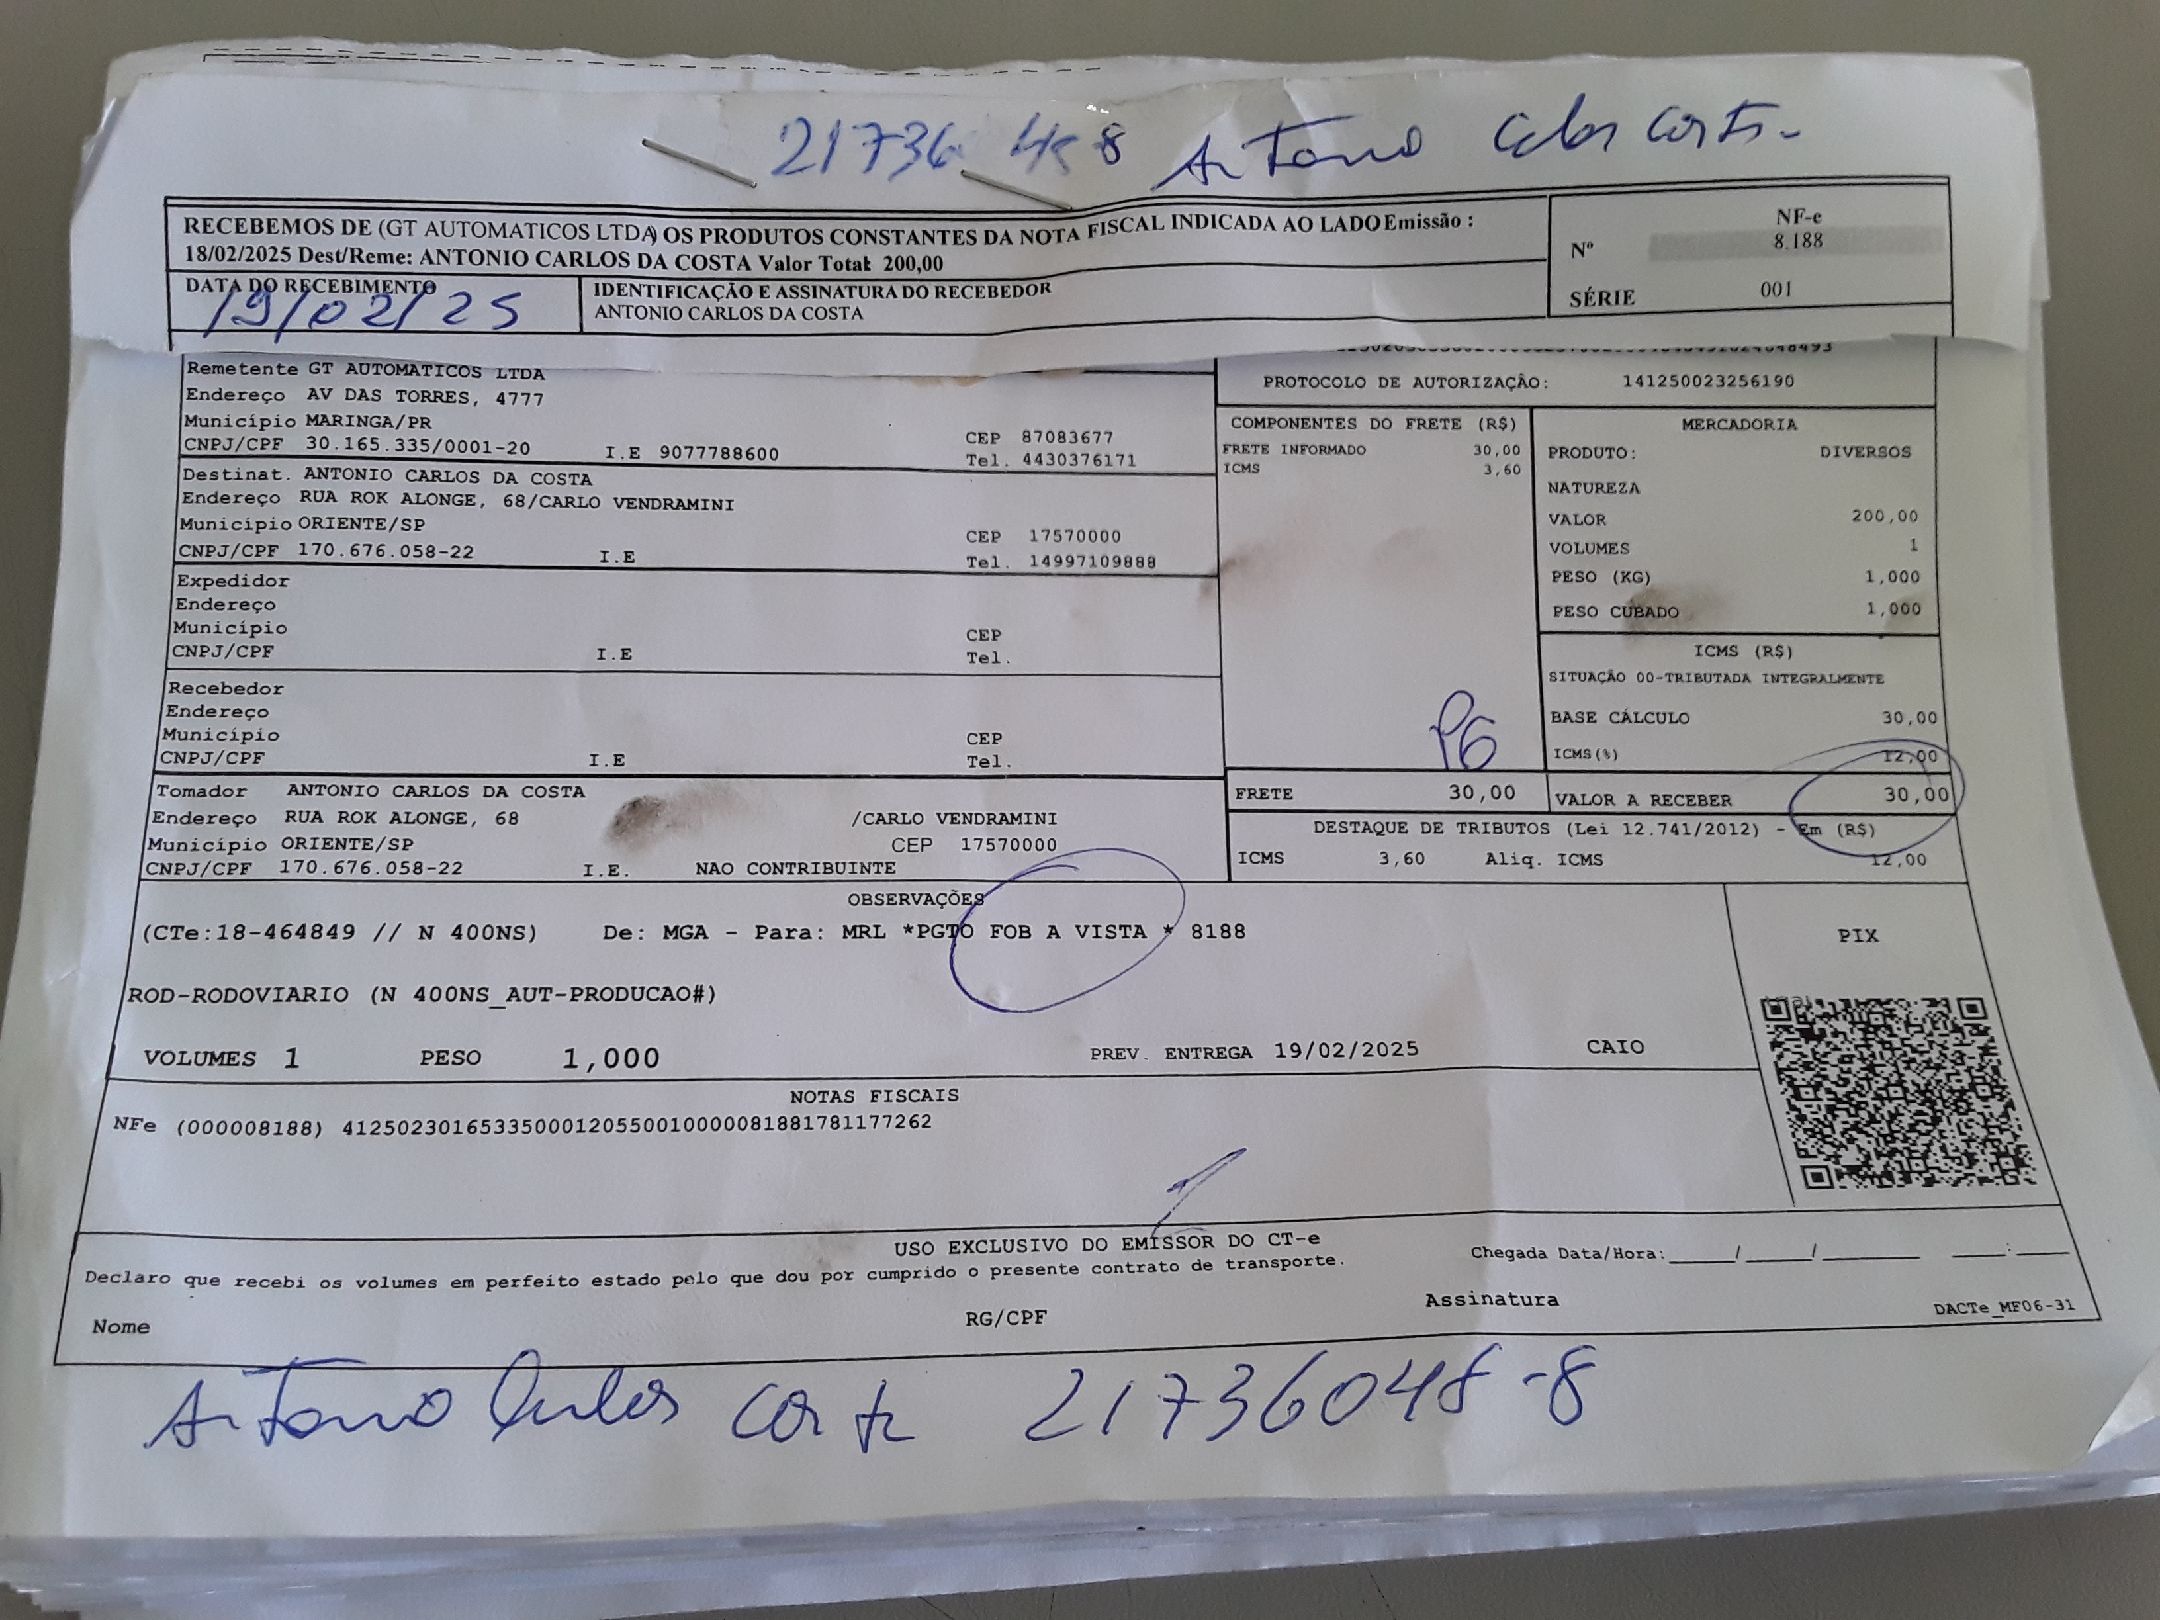 21736 48-8 Antonio Carlos Costa
RECEBEMOS DE (GT AUTOMATICOS LTDA) OS PRODUTOS CONSTANTES DA NOTA FISCAL INDICADA AO LADO Emissão :
18/02/2025 Dest/Reme: ANTONIO CARLOS DA COSTA Valor Total: 200,00
NF-e
Nº 8.188
SÉRIE 001
DATA DO RECEBIMENTO
19/02/25
IDENTIFICAÇÃO E ASSINATURA DO RECEBEDOR
ANTONIO CARLOS DA COSTA
Remetente GT AUTOMATICOS LTDA
Endereço AV DAS TORRES, 4777
Município MARINGA/PR CEP 87083677
CNPJ/CPF 30.165.335/0001-20 I.E 9077788600 Tel. 4430376171
Destinat. ANTONIO CARLOS DA COSTA
Endereço RUA ROK ALONGE, 68/CARLO VENDRAMINI
Município ORIENTE/SP CEP 17570000
CNPJ/CPF 170.676.058-22 I.E Tel. 14997109888
Expedidor
Endereço
Município CEP
CNPJ/CPF I.E Tel.
Recebedor
Endereço
Município CEP
CNPJ/CPF I.E Tel.
Tomador ANTONIO CARLOS DA COSTA
Endereço RUA ROK ALONGE, 68 /CARLO VENDRAMINI
Município ORIENTE/SP CEP 17570000
CNPJ/CPF 170.676.058-22 I.E. NAO CONTRIBUINTE
PROTOCOLO DE AUTORIZAÇÃO: 141250023256190
COMPONENTES DO FRETE (R$)
FRETE INFORMADO 30,00
ICMS 3,60
PG
MERCADORIA
PRODUTO: DIVERSOS
NATUREZA
VALOR 200,00
VOLUMES 1
PESO (KG) 1,000
PESO CUBADO 1,000
ICMS (R$)
SITUAÇÃO 00-TRIBUTADA INTEGRALMENTE
BASE CÁLCULO 30,00
ICMS(%) 12,00
FRETE 30,00 VALOR A RECEBER 30,00
DESTAQUE DE TRIBUTOS (Lei 12.741/2012) - Em (R$)
ICMS 3,60 Aliq. ICMS 12,00
OBSERVAÇÕES
(CTe:18-464849 // N 400NS) De: MGA - Para: MRL *PGTO FOB A VISTA * 8188
ROD-RODOVIARIO (N 400NS_AUT-PRODUCAO#)
VOLUMES 1 PESO 1,000 PREV. ENTREGA 19/02/2025 CAIO
PIX
NOTAS FISCAIS
NFe (000008188) 41250230165335000120550010000081881781177262
USO EXCLUSIVO DO EMISSOR DO CT-e
Chegada Data/Hora:_____/_____/_______ ____:____
Declaro que recebi os volumes em perfeito estado pelo que dou por cumprido o presente contrato de transporte.
Nome RG/CPF Assinatura
DACTe_MF06-31
Antonio Carlos Costa 21736048-8